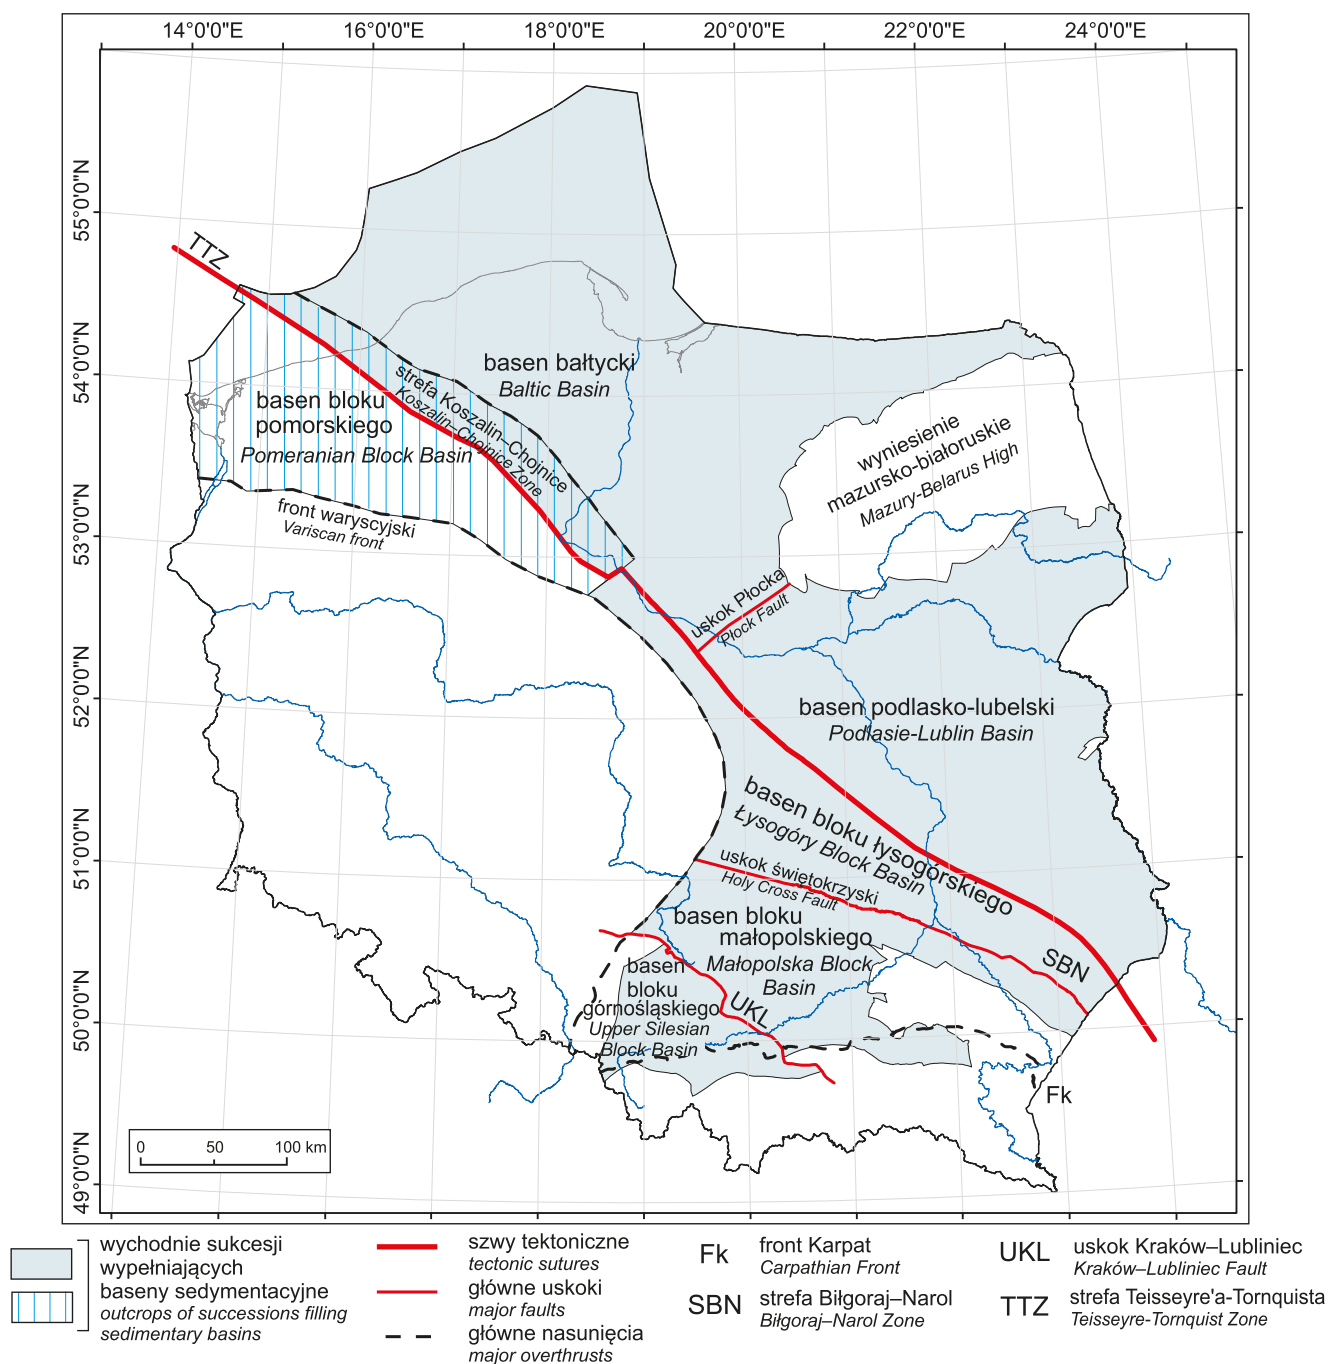 14°0'0"E
16°0'0"E
18°0'0"E
20°0'0"E
22°0'0"E
24°0'0"E
55°0'0"N
54°0'0"N
53°0'0"N
52°0'0"N
51°0'0"N
50°0'0"N
49°0'0"N
TTZ
basen bałtycki
Baltic Basin
strefa Koszalin–Chojnice
Koszalin–Chojnice Zone
basen bloku
pomorskiego
Pomeranian Block Basin
front waryscyjski
Variscan front
wyniesienie
mazursko-białoruskie
Mazury-Belarus High
uskok Płocka
Płock Fault
basen podlasko-lubelski
Podlasie-Lublin Basin
basen bloku łysogórskiego
Łysogóry Block Basin
uskok świętokrzyski
Holy Cross Fault
basen bloku
małopolskiego
Małopolska Block
Basin
SBN
basen
bloku
górnośląskiego
Upper Silesian
Block Basin
UKL
Fk
0 50 100 km
wychodnie sukcesji
wypełniających
baseny sedymentacyjne
outcrops of successions filling
sedimentary basins
szwy tektoniczne
tectonic sutures
główne uskoki
major faults
główne nasunięcia
major overthrusts
Fk front Karpat
Carpathian Front
SBN strefa Biłgoraj–Narol
Biłgoraj–Narol Zone
UKL uskok Kraków–Lubliniec
Kraków–Lubliniec Fault
TTZ strefa Teisseyre'a-Tornquista
Teisseyre-Tornquist Zone